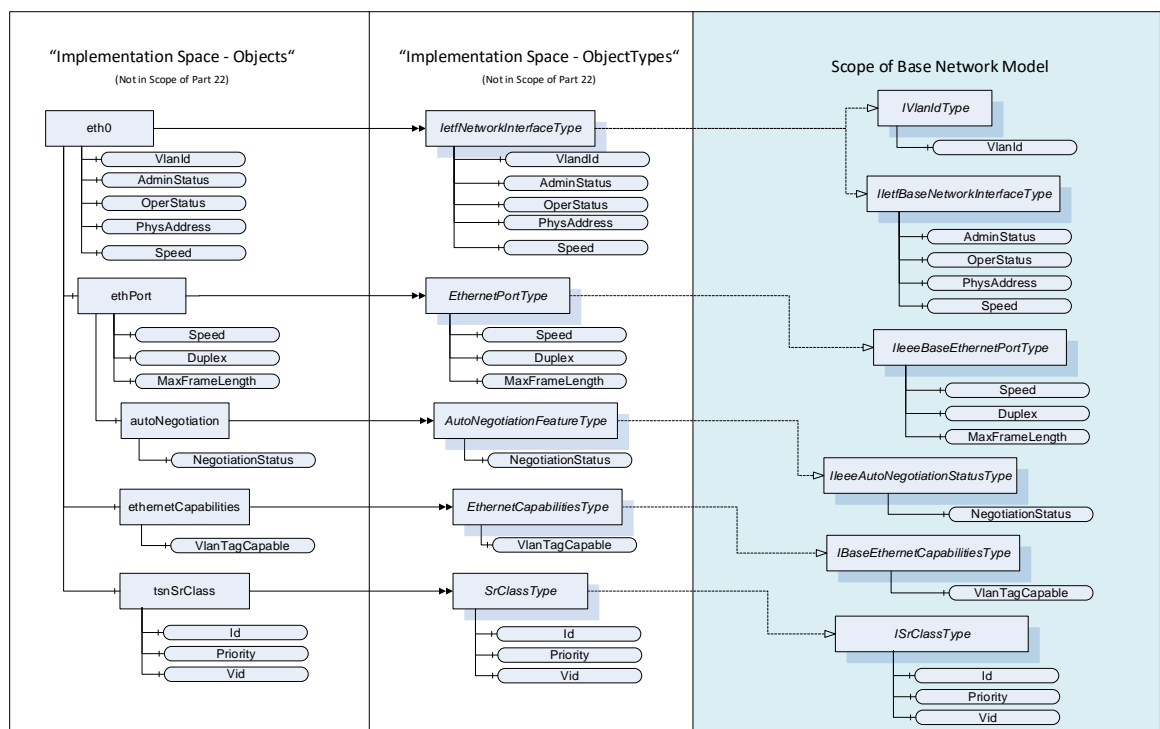 “Implementation Space - Objects“
(Not in Scope of Part 22)
eth0
VlanId
AdminStatus
OperStatus
PhysAddress
Speed
ethPort
Speed
Duplex
MaxFrameLength
autoNegotiation
NegotiationStatus
ethernetCapabilities
VlanTagCapable
tsnSrClass
Id
Priority
Vid
“Implementation Space - ObjectTypes“
(Not in Scope of Part 22)
IetfNetworkInterfaceType
VlandId
AdminStatus
OperStatus
PhysAddress
Speed
EthernetPortType
Speed
Duplex
MaxFrameLength
AutoNegotiationFeatureType
NegotiationStatus
EthernetCapabilitiesType
VlanTagCapable
SrClassType
Id
Priority
Vid
Scope of Base Network Model
IVlanIdType
VlanId
IIetfBaseNetworkInterfaceType
AdminStatus
OperStatus
PhysAddress
Speed
IIeeeBaseEthernetPortType
Speed
Duplex
MaxFrameLength
IIeeeAutoNegotiationStatusType
NegotiationStatus
IBaseEthernetCapabilitiesType
VlanTagCapable
ISrClassType
Id
Priority
Vid